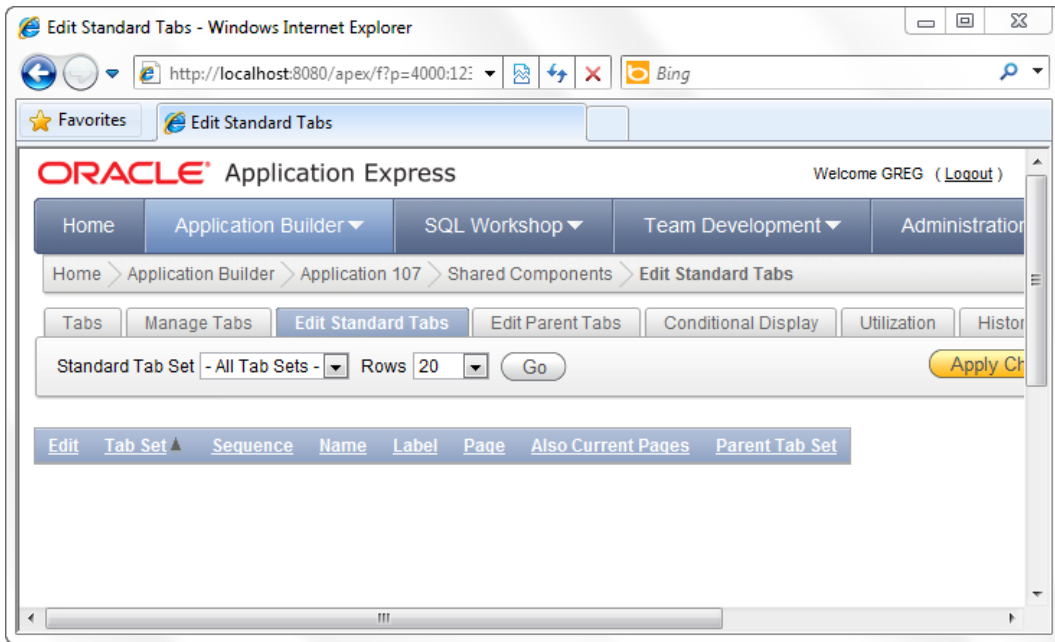 Edit Standard Tabs - Windows Internet Explorer
http://localhost:8080/apex/f?p=4000:123 Bing
Favorites Edit Standard Tabs
ORACLE Application Express Welcome GREG ( Logout )
Home Application Builder SQL Workshop Team Development Administration
Home Application Builder Application 107 Shared Components Edit Standard Tabs
Tabs Manage Tabs Edit Standard Tabs Edit Parent Tabs Conditional Display Utilization Histor
Standard Tab Set - All Tab Sets - Rows 20 Go Apply Ch
Edit Tab Set Sequence Name Label Page Also Current Pages Parent Tab Set